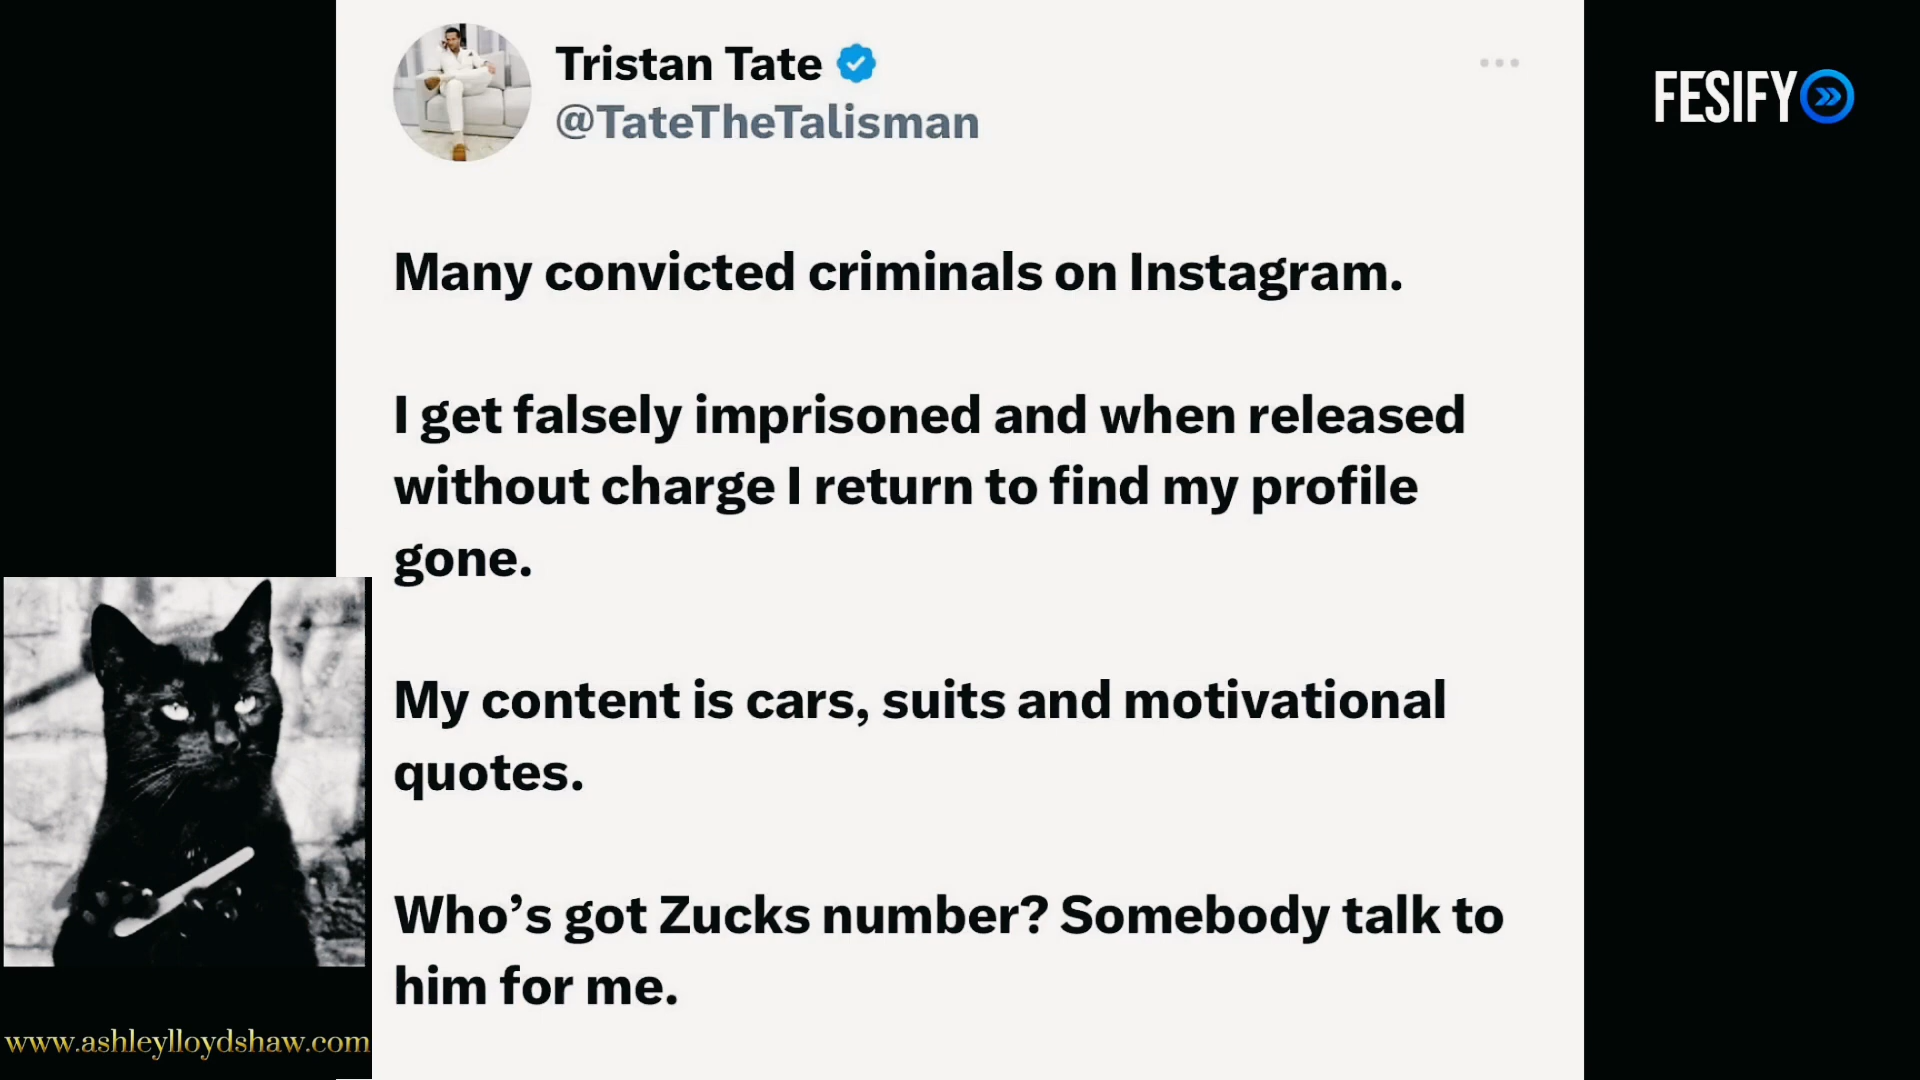 Tristan Tate
@TateTheTalisman
FESIFY
Many convicted criminals on Instagram.
I get falsely imprisoned and when released
without charge I return to find my profile
gone.
My content is cars, suits and motivational
quotes.
Who’s got Zucks number? Somebody talk to
him for me.
www.ashleylloydshaw.com